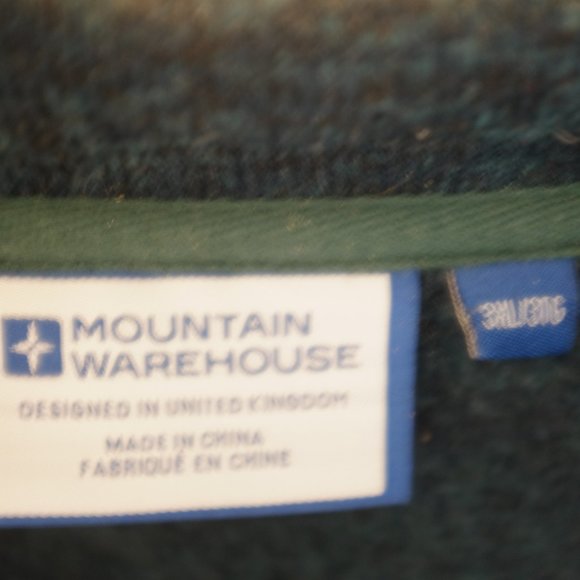 MOUNTAIN
WAREHOUSE
DESIGNED IN UNITED KINGDOM
MADE IN CHINA
FABRIQUÉ EN CHINE